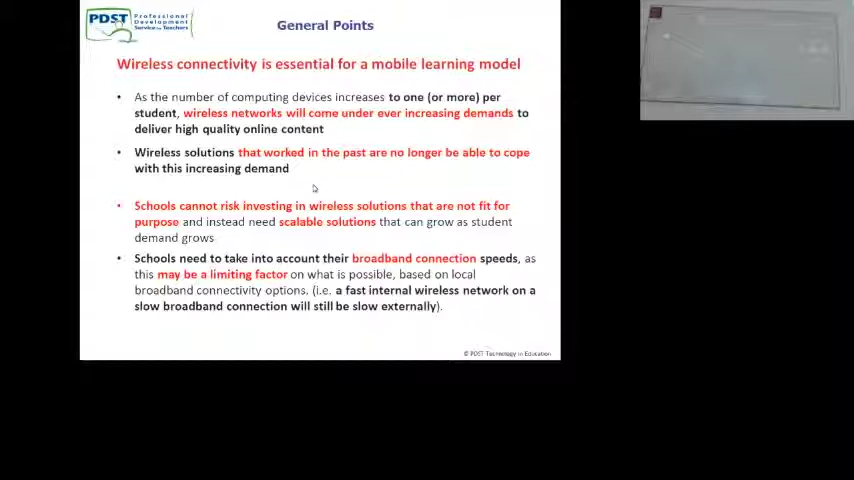 PDST
Professional
Development
Service for Teachers
General Points
Wireless connectivity is essential for a mobile learning model
• As the number of computing devices increases to one (or more) per
student, wireless networks will come under ever increasing demands to
deliver high quality online content
• Wireless solutions that worked in the past are no longer be able to cope
with this increasing demand
• Schools cannot risk investing in wireless solutions that are not fit for
purpose and instead need scalable solutions that can grow as student
demand grows
• Schools need to take into account their broadband connection speeds, as
this may be a limiting factor on what is possible, based on local
broadband connectivity options, (i.e. a fast internal wireless network on a
slow broadband connection will still be slow externally).
© PDST Technology in Education